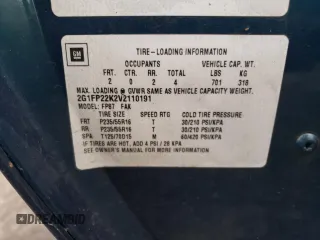 GM
TIRE-LOADING INFORMATION
OCCUPANTS VEHICLE CAP. WT.
FRT CTR RR. TOTAL LBS KG
2 0 2 4 701 318
MAX. LOADING @ GVWR SAME AS VEHICLE CAPACITY WEIGHT.
2G1FP22K2V2110191
MODEL: FP87 FAK
TIRE SIZE SPEED RTG COLD TIRE PRESSURE
FRT P235/55R16 T 30/210 PSI/KPA
RR P235/55R16 T 30/210 PSI/KPA
SPA T125/70D15 M 60/420 PSI/KPA
IF TIRES ARE HOT, ADD 4 PSI / 28 KPA
SEE OWNER'S MANUAL FOR ADDITIONAL INFORMATION